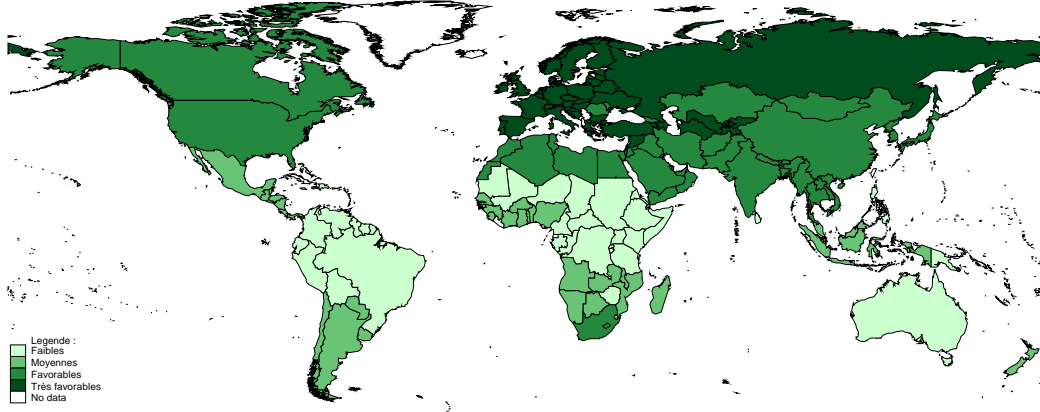 Legende :
Faibles
Moyennes
Favorables
Très favorables
No data